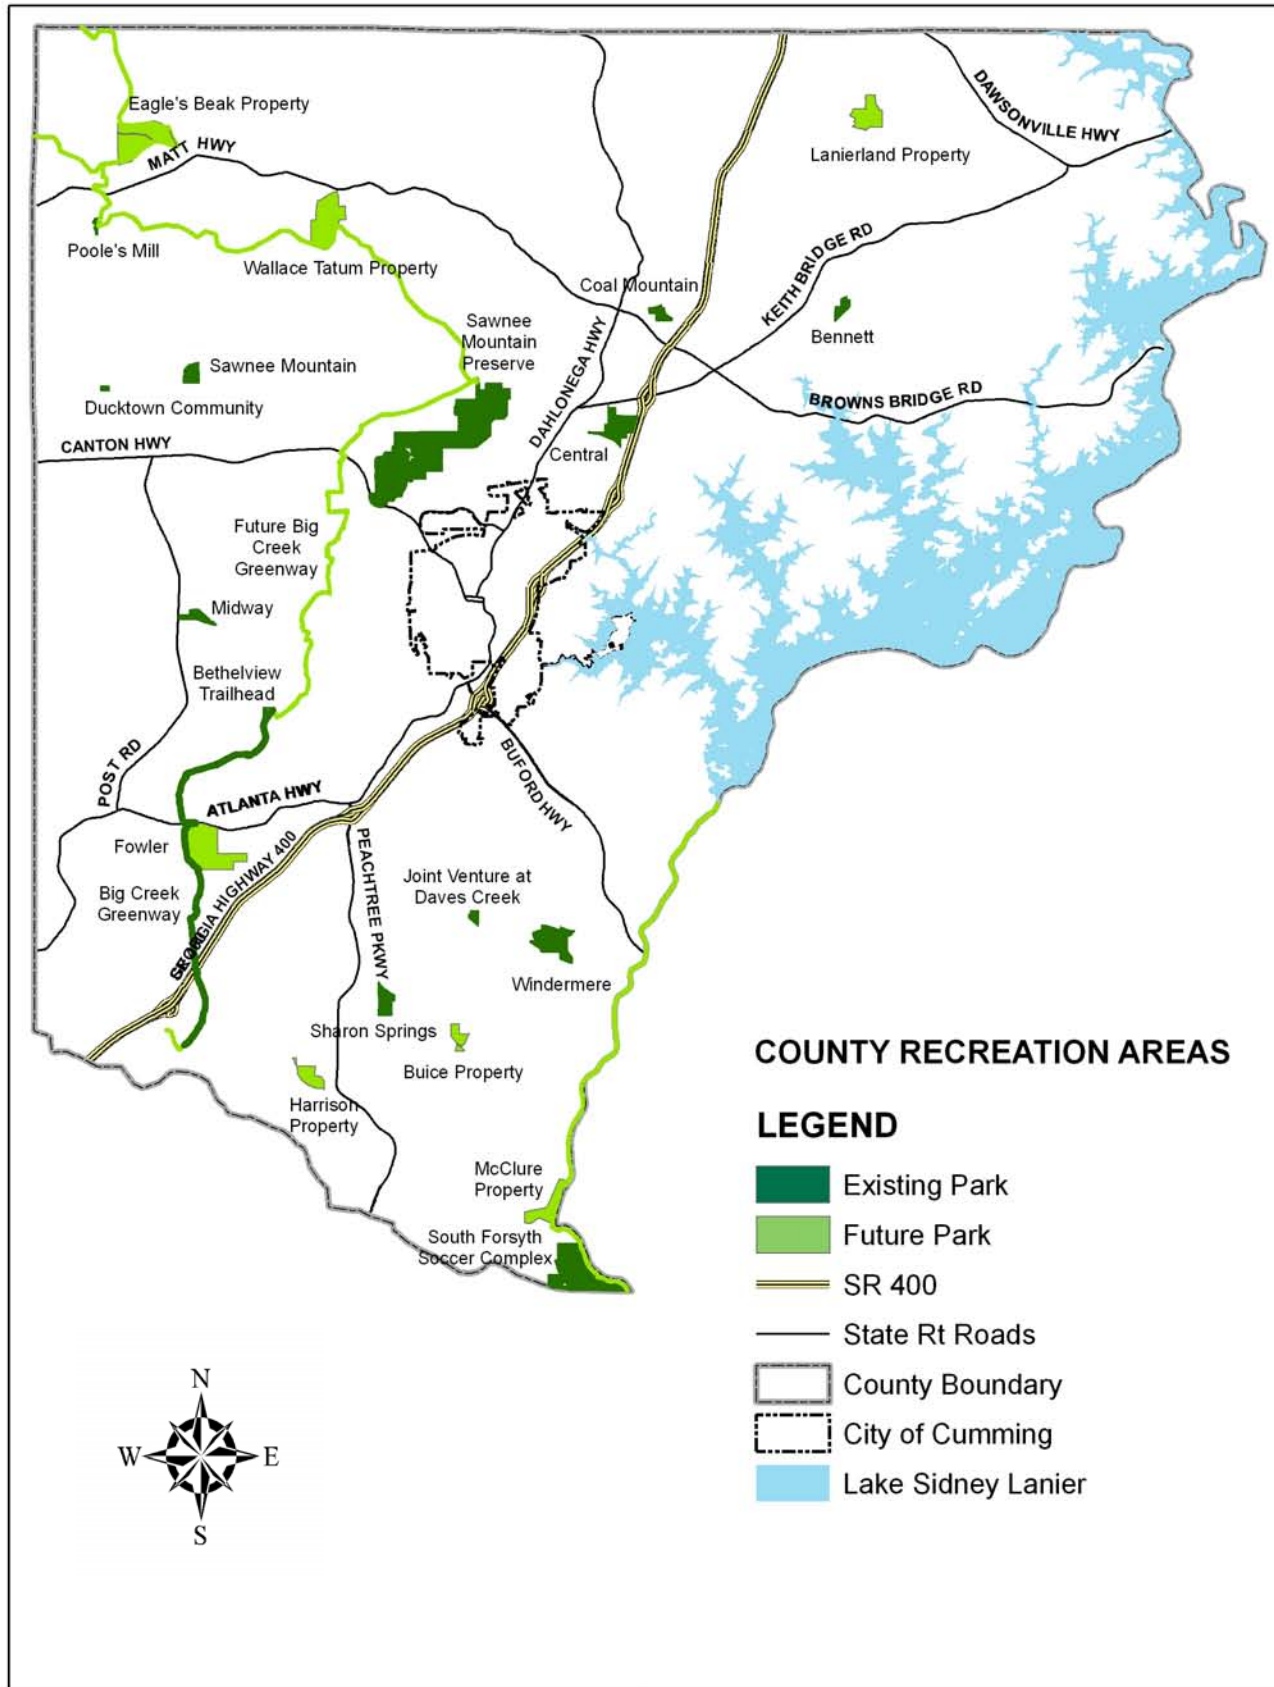 Eagle's Beak Property
MATT HWY
DAWSONVILLE HWY
Lanierland Property
Poole's Mill
Wallace Tatum Property
KEITH BRIDGE RD
Coal Mountain
Sawnee
Mountain
Preserve
Bennett
Sawnee Mountain
DAHLONEGA HWY
Ducktown Community
BROWNS BRIDGE RD
CANTON HWY
Central
Future Big
Creek
Greenway
Midway
Bethelview
Trailhead
POST RD
ATLANTA HWY
BUFORD HWY
Fowler
PEACHTREE PKWY
GEORGIA HIGHWAY 400
Joint Venture at
Daves Creek
Big Creek
Greenway
Windermere
Sharon Springs
Buice Property
Harrison
Property
McClure
Property
South Forsyth
Soccer Complex
COUNTY RECREATION AREAS
LEGEND
Existing Park
Future Park
SR 400
State Rt Roads
County Boundary
City of Cumming
Lake Sidney Lanier
N
W
E
S